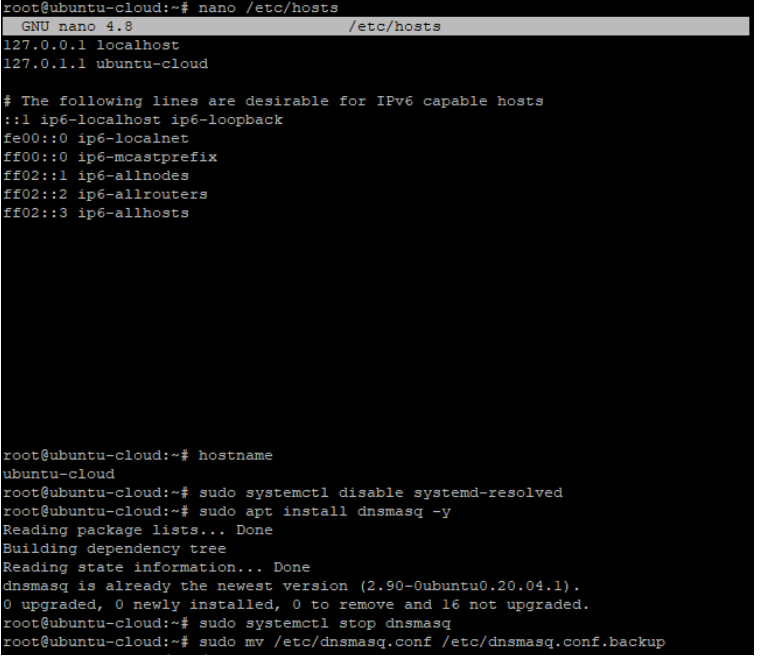 root@ubuntu-cloud:~# nano /etc/hosts
GNU nano 4.8 /etc/hosts
127.0.0.1 localhost
127.0.1.1 ubuntu-cloud
# The following lines are desirable for IPv6 capable hosts
::1 ip6-localhost ip6-loopback
fe00::0 ip6-localnet
ff00::0 ip6-mcastprefix
ff02::1 ip6-allnodes
ff02::2 ip6-allrouters
ff02::3 ip6-allhosts
root@ubuntu-cloud:~# hostname
ubuntu-cloud
root@ubuntu-cloud:~# sudo systemctl disable systemd-resolved
root@ubuntu-cloud:~# sudo apt install dnsmasq -y
Reading package lists... Done
Building dependency tree
Reading state information... Done
dnsmasq is already the newest version (2.90-0ubuntu0.20.04.1).
0 upgraded, 0 newly installed, 0 to remove and 16 not upgraded.
root@ubuntu-cloud:~# sudo systemctl stop dnsmasq
root@ubuntu-cloud:~# sudo mv /etc/dnsmasq.conf /etc/dnsmasq.conf.backup